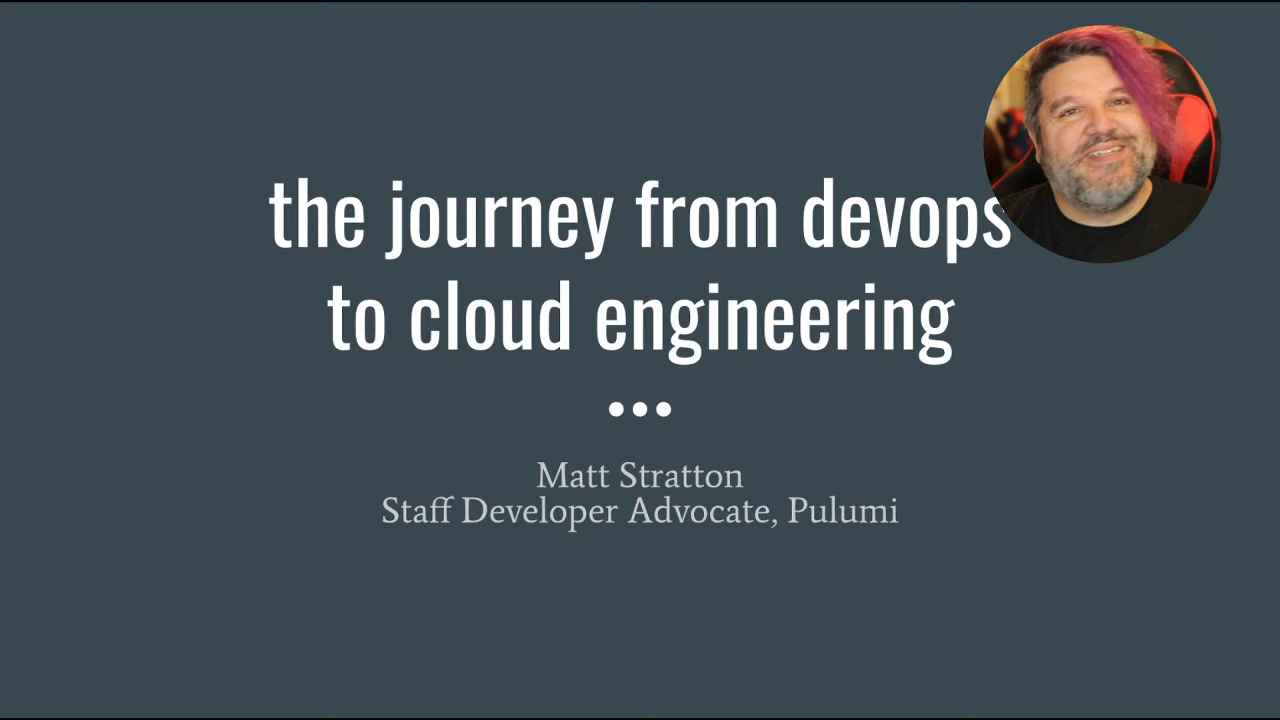 the journey from devops
to cloud engineering
Matt Stratton
Staff Developer Advocate, Pulumi